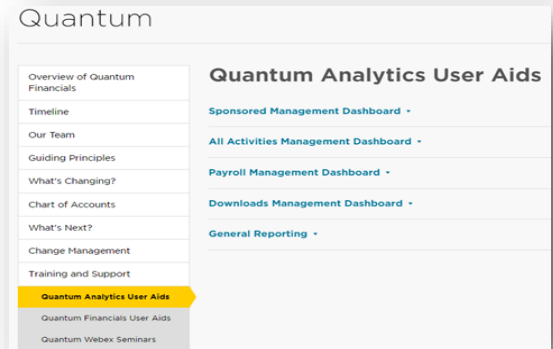 Quantum
Overview of Quantum
Financials
Timeline
Our Team
Guiding Principles
What's Changing?
Chart of Accounts
What's Next?
Change Management
Training and Support
Quantum Analytics User Aids
Quantum Financials User Aids
Quantum Webex Seminars
Quantum Analytics User Aids
Sponsored Management Dashboard
All Activities Management Dashboard
Payroll Management Dashboard
Downloads Management Dashboard
General Reporting